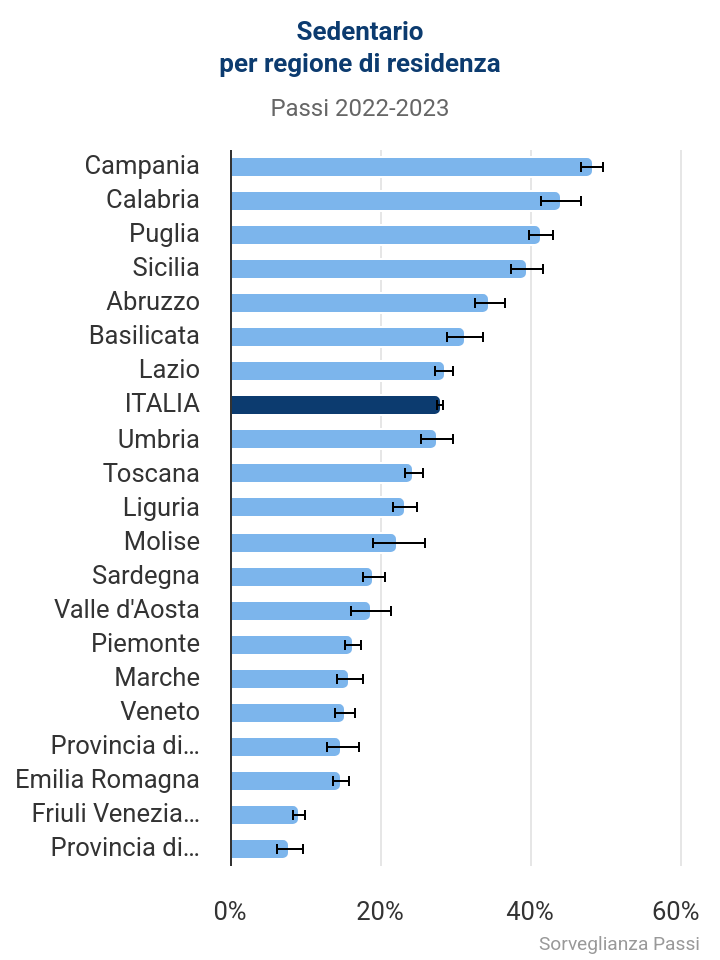 Sedentario
per regione di residenza
Passi 2022-2023
Campania
Calabria
Puglia
Sicilia
Abruzzo
Basilicata
Lazio
ITALIA
Umbria
Toscana
Liguria
Molise
Sardegna
Valle d'Aosta
Piemonte
Marche
Veneto
Provincia di…
Emilia Romagna
Friuli Venezia…
Provincia di…
0% 20% 40% 60%
Sorveglianza Passi